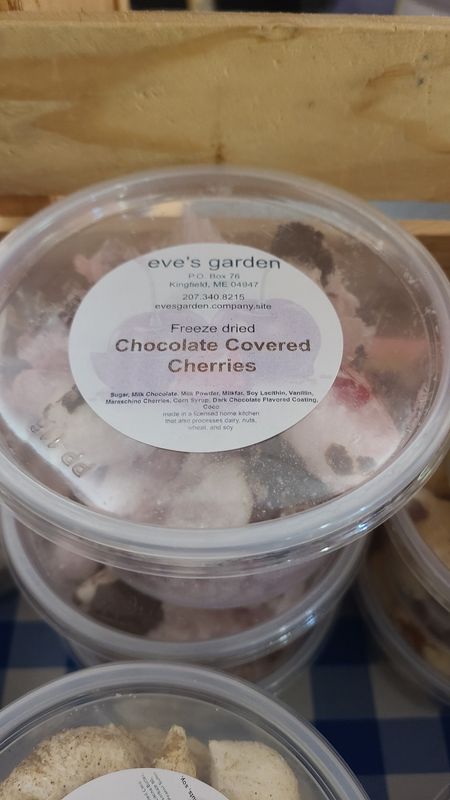 eve's garden
P.O. Box 76
Kingfield, ME 04947
207.340.8215
evesgarden.company.site
Freeze dried
Chocolate Covered
Cherries
Sugar, Milk Chocolate, Milk Powder, Milkfat, Soy Lecithin, Vanillin,
Maraschino Cherries, Corn Syrup, Dark Chocolate Flavored Coating,
Coco
made in a licensed home kitchen
that also processes dairy, nuts,
wheat, and soy
nuts, soy